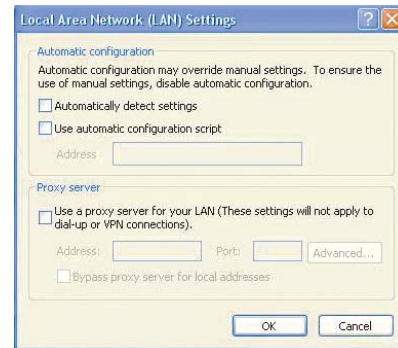 Local Area Network (LAN) Settings
Automatic configuration
Automatic configuration may override manual settings. To ensure the
use of manual settings, disable automatic configuration.
Automatically detect settings
Use automatic configuration script
Address
Proxy server
Use a proxy server for your LAN (These settings will not apply to
dial-up or VPN connections).
Address: Port: Advanced...
Bypass proxy server for local addresses
OK Cancel